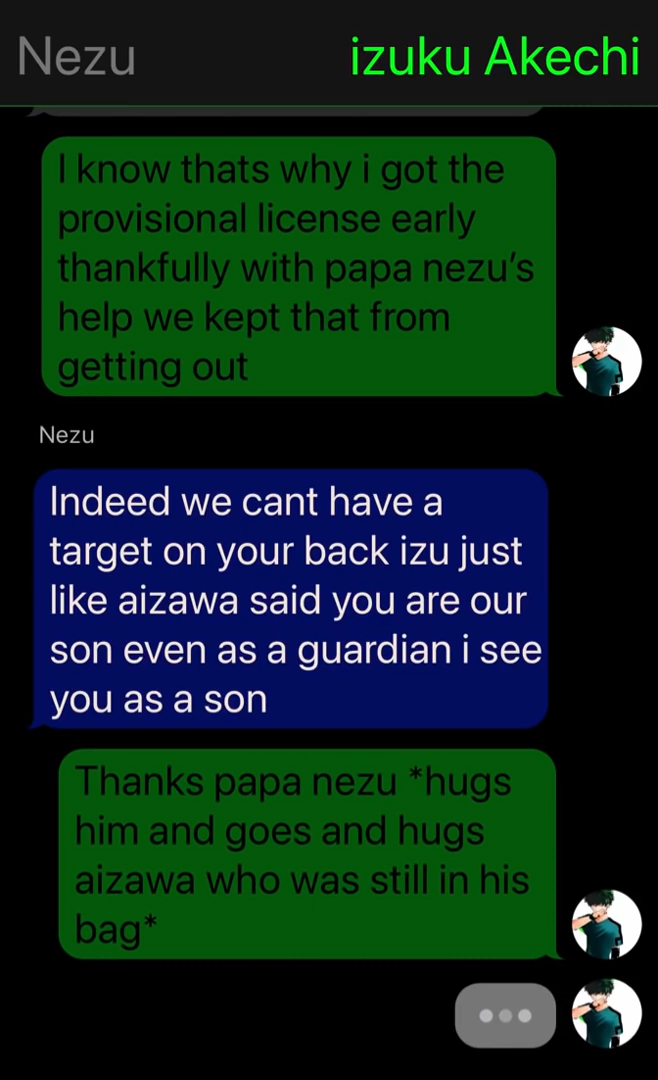 Nezu izuku Akechi
I know thats why i got the
provisional license early
thankfully with papa nezu’s
help we kept that from
getting out
Nezu
Indeed we cant have a
target on your back izu just
like aizawa said you are our
son even as a guardian i see
you as a son
Thanks papa nezu *hugs
him and goes and hugs
aizawa who was still in his
bag*